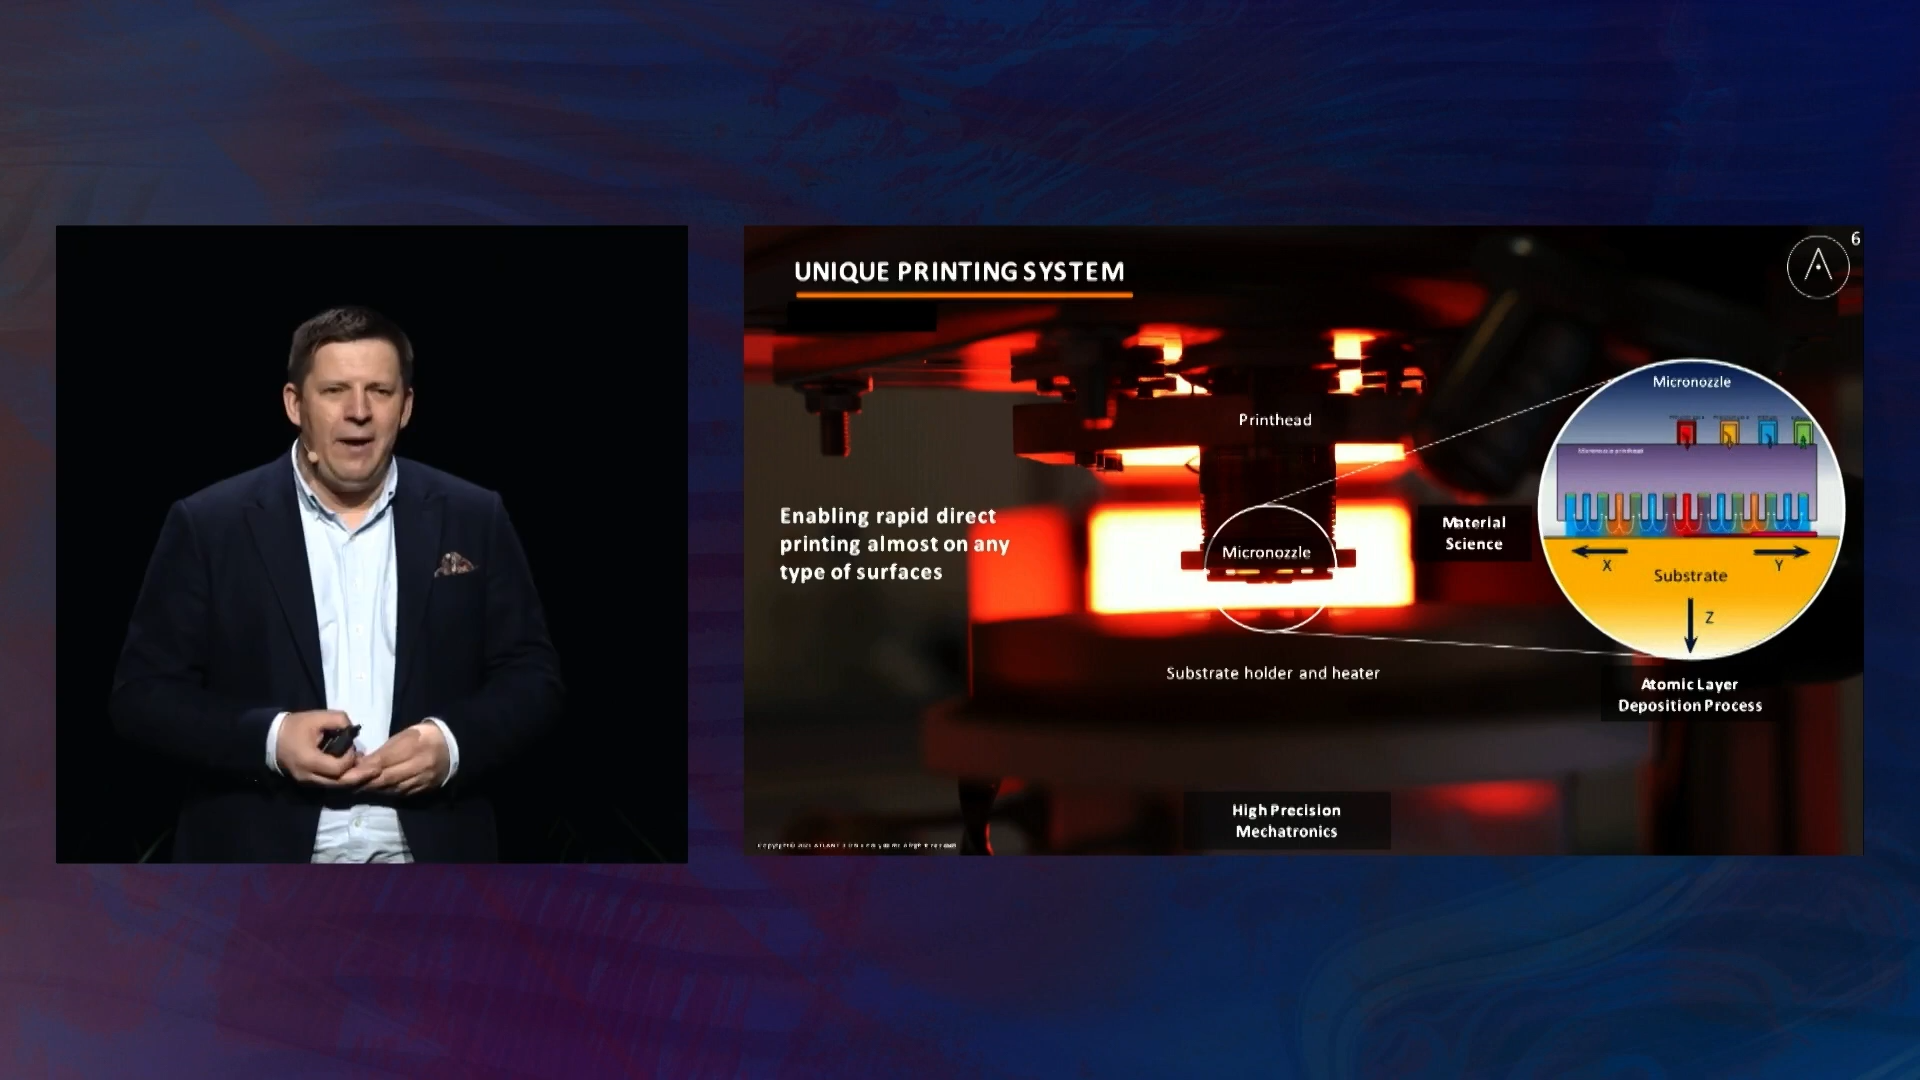 6
UNIQUE PRINTING SYSTEM
Micronozzle
Printhead
Enabling rapid direct
printing almost on any
type of surfaces
Micronozzle
Material
Science
X
Y
Substrate
Z
Substrate holder and heater
Atomic Layer
Deposition Process
High Precision
Mechatronics